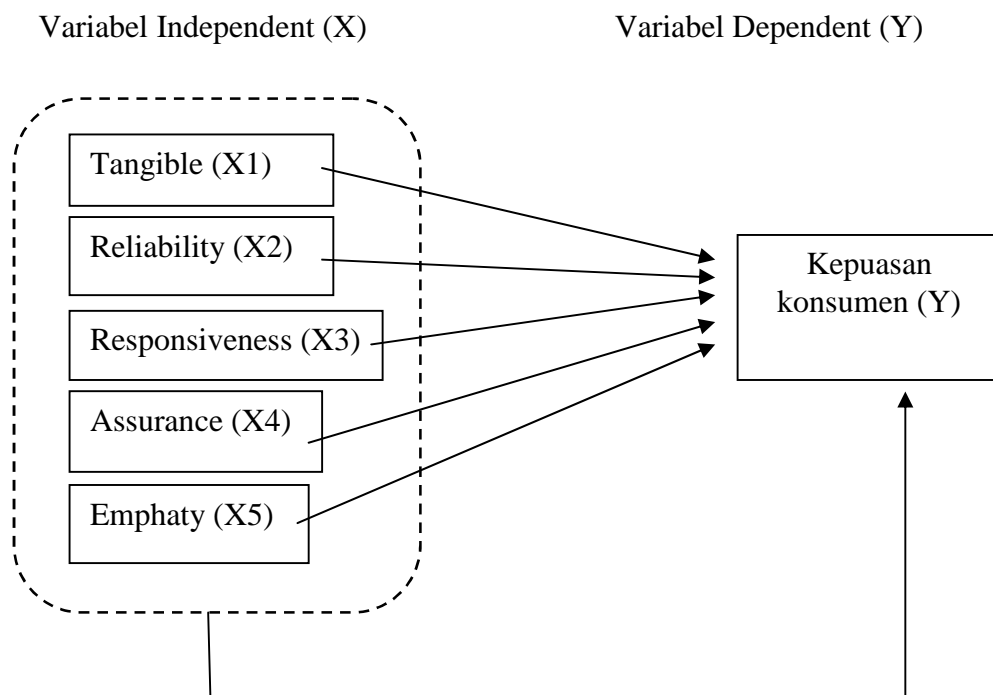 Variabel Independent (X)
Variabel Dependent (Y)
Tangible (X1)
Reliability (X2)
Responsiveness (X3)
Assurance (X4)
Emphaty (X5)
Kepuasan
konsumen (Y)